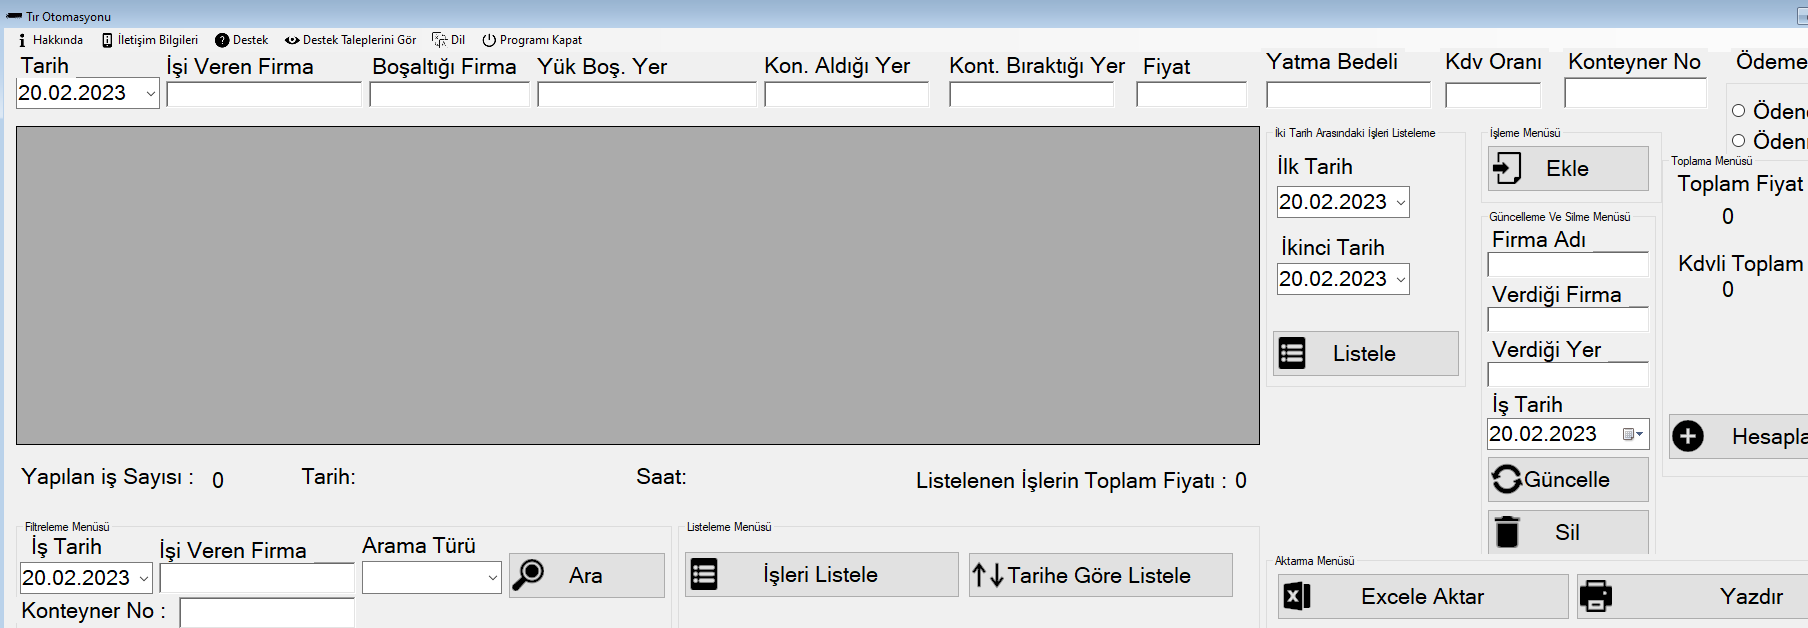 Tır Otomasyonu
Hakkında İletişim Bilgileri Destek Destek Taleplerini Gör Dil Programı Kapat
Tarih İşi Veren Firma Boşaltığı Firma Yük Boş. Yer Kon. Aldığı Yer Kont. Bıraktığı Yer Fiyat Yatma Bedeli Kdv Oranı Konteyner No Ödeme
20.02.2023
İki Tarih Arasındaki İşleri Listeleme
İlk Tarih
20.02.2023
İkinci Tarih
20.02.2023
Listele
İşleme Menüsü
Ekle
Güncelleme Ve Silme Menüsü
Firma Adı
Verdiği Firma
Verdiği Yer
İş Tarih
20.02.2023
Güncelle
Sil
Toplama Menüsü
Toplam Fiyat
0
Kdvli Toplam
0
Yapılan iş Sayısı : 0 Tarih: Saat: Listelenen İşlerin Toplam Fiyatı : 0
Filtreleme Menüsü
İş Tarih İşi Veren Firma Arama Türü
20.02.2023 Ara
Konteyner No :
Listeleme Menüsü
İşleri Listele Tarihe Göre Listele
Aktarma Menüsü
Excele Aktar Yazdır